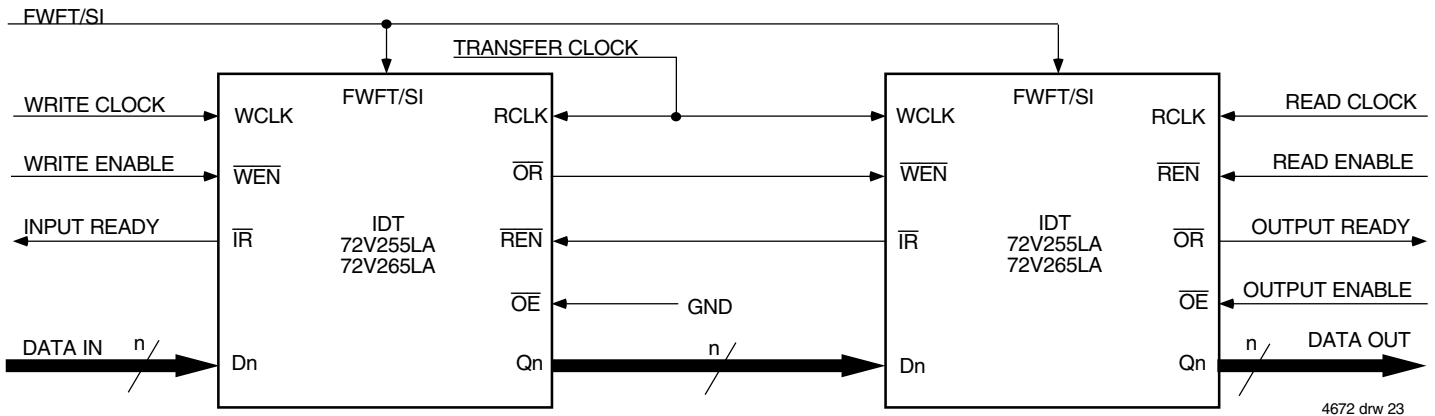 FWFT/SI
TRANSFER CLOCK
FWFT/SI
FWFT/SI
WRITE CLOCK
WCLK
RCLK
WCLK
RCLK
READ CLOCK
WRITE ENABLE
WEN
OR
WEN
REN
READ ENABLE
INPUT READY
IR
IDT
72V255LA
72V265LA
REN
IR
IDT
72V255LA
72V265LA
OR
OUTPUT READY
OE
GND
OE
OUTPUT ENABLE
DATA IN
n
Dn
Qn
n
Dn
Qn
n
DATA OUT
4672 drw 23